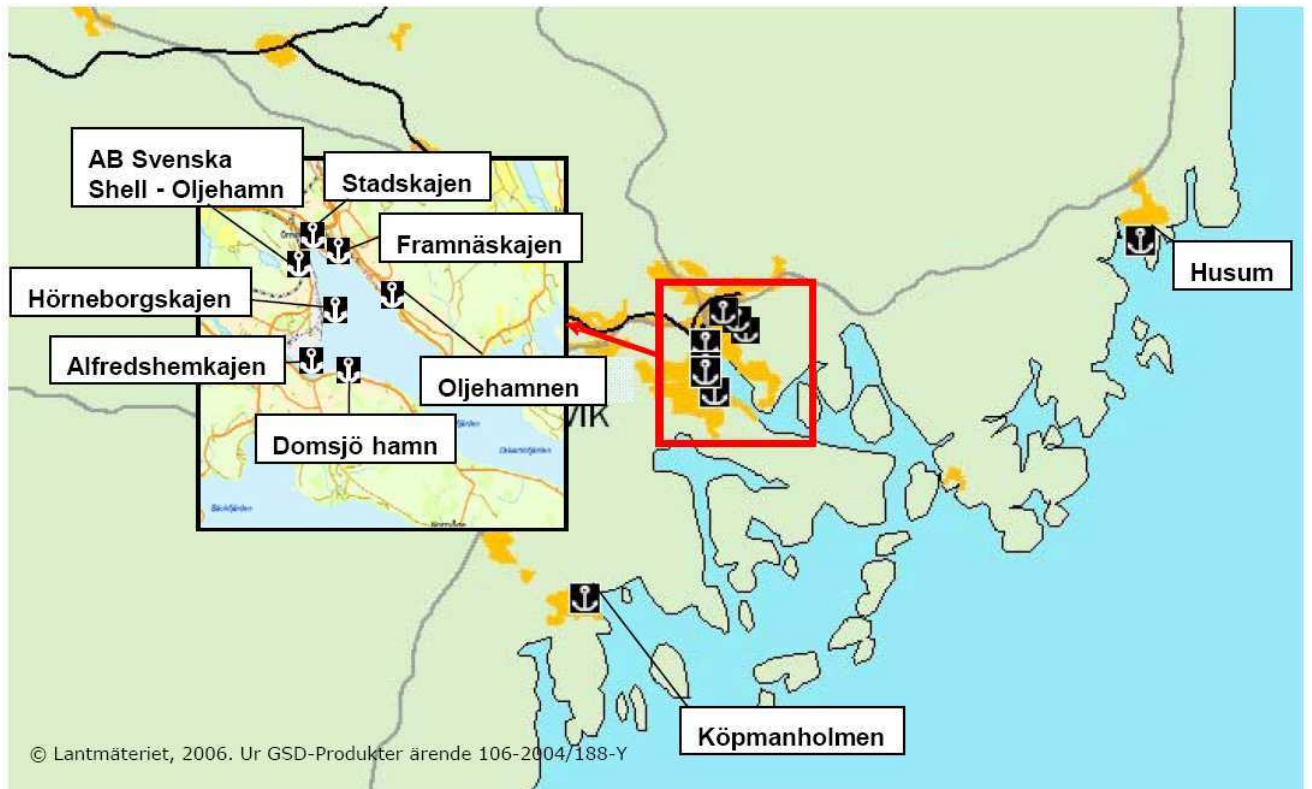 AB Svenska
Shell - Oljehamn
Stadskajen
Framnäskajen
Husum
Hörneborgskajen
Alfredshemkajen
Oljehamnen
VIK
Domsjö hamn
Köpmanholmen
© Lantmäteriet, 2006. Ur GSD-Produkter ärende 106-2004/188-Y